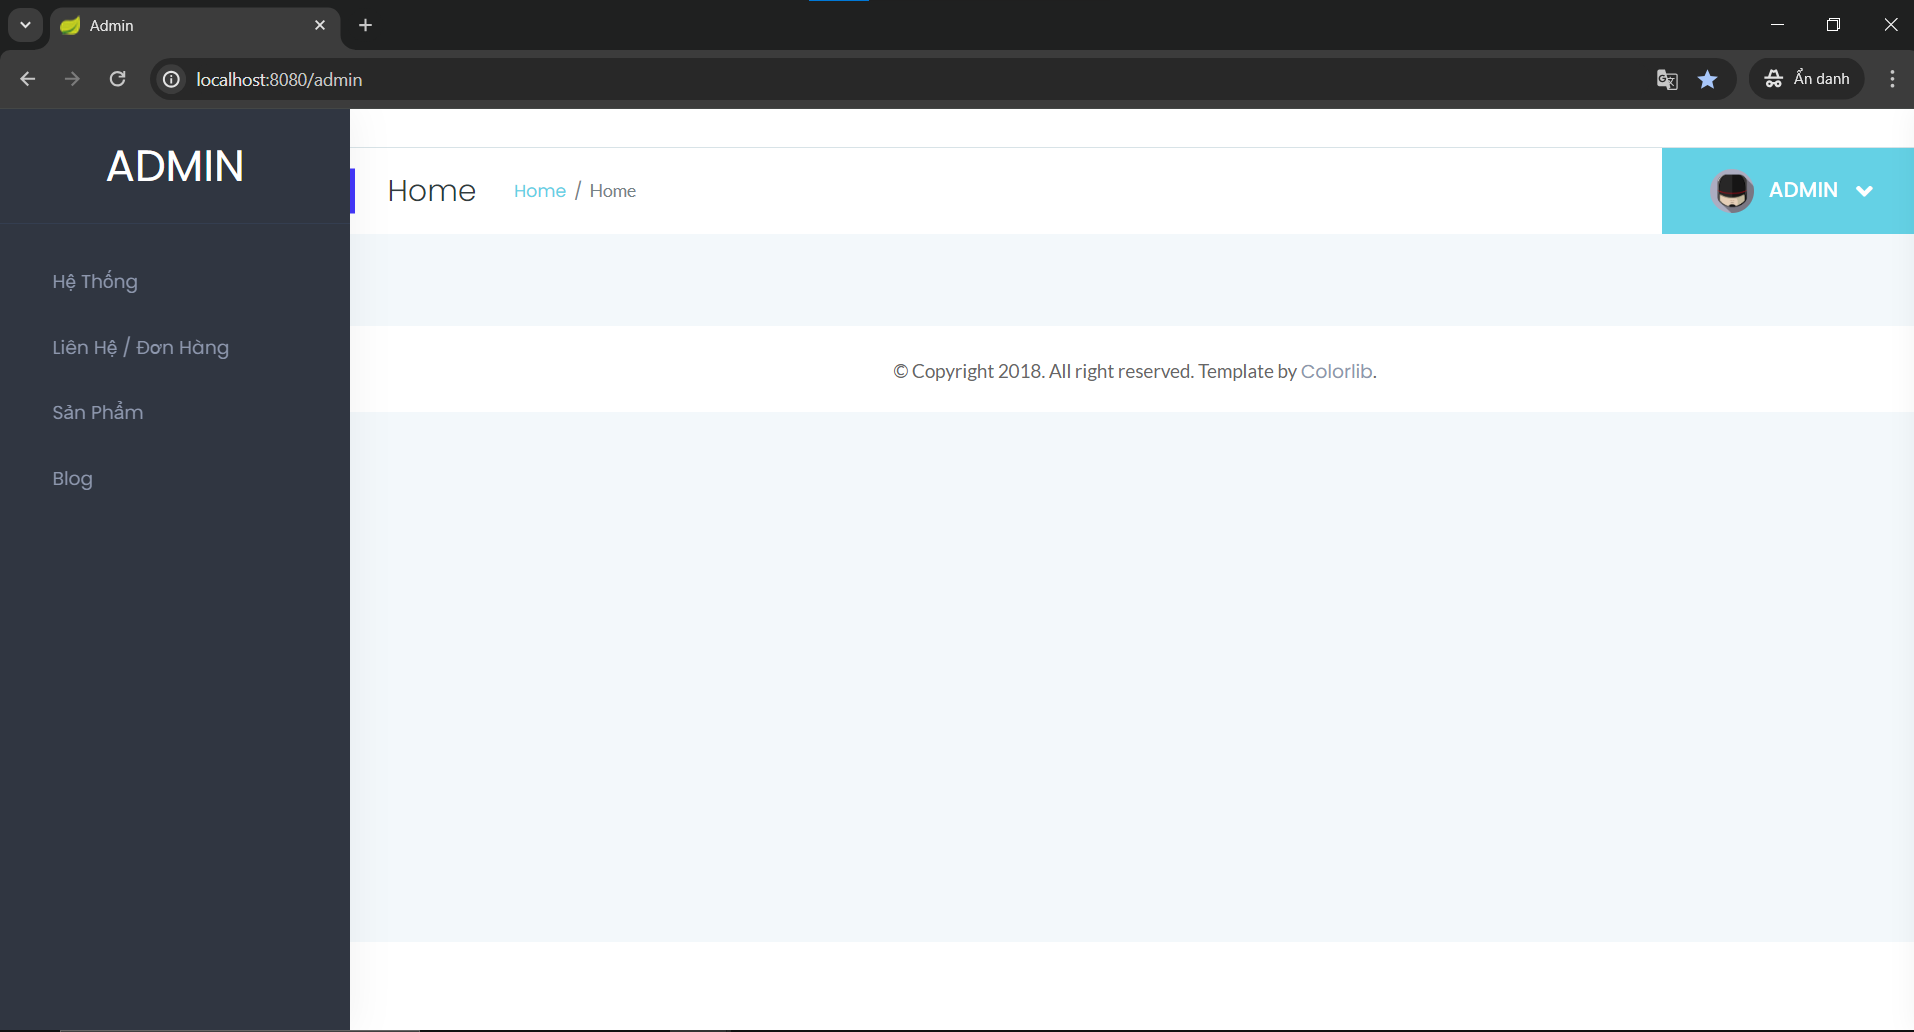 Admin
localhost:8080/admin
Ẩn danh
ADMIN
Home
Home / Home
ADMIN
Hệ Thống
Liên Hệ / Đơn Hàng
Sản Phẩm
Blog
© Copyright 2018. All right reserved. Template by Colorlib.